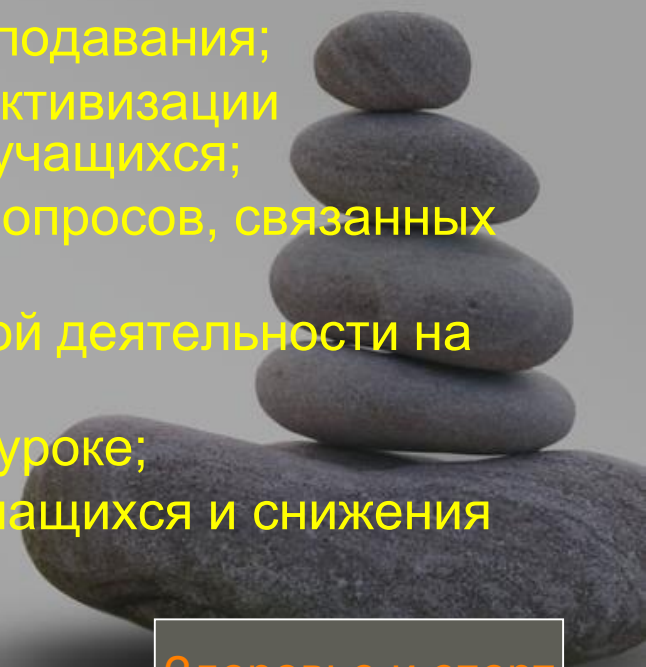 подавания;
ктивизации
учащихся;
опросов, связанных
ой деятельности на
уроке;
ащихся и снижения